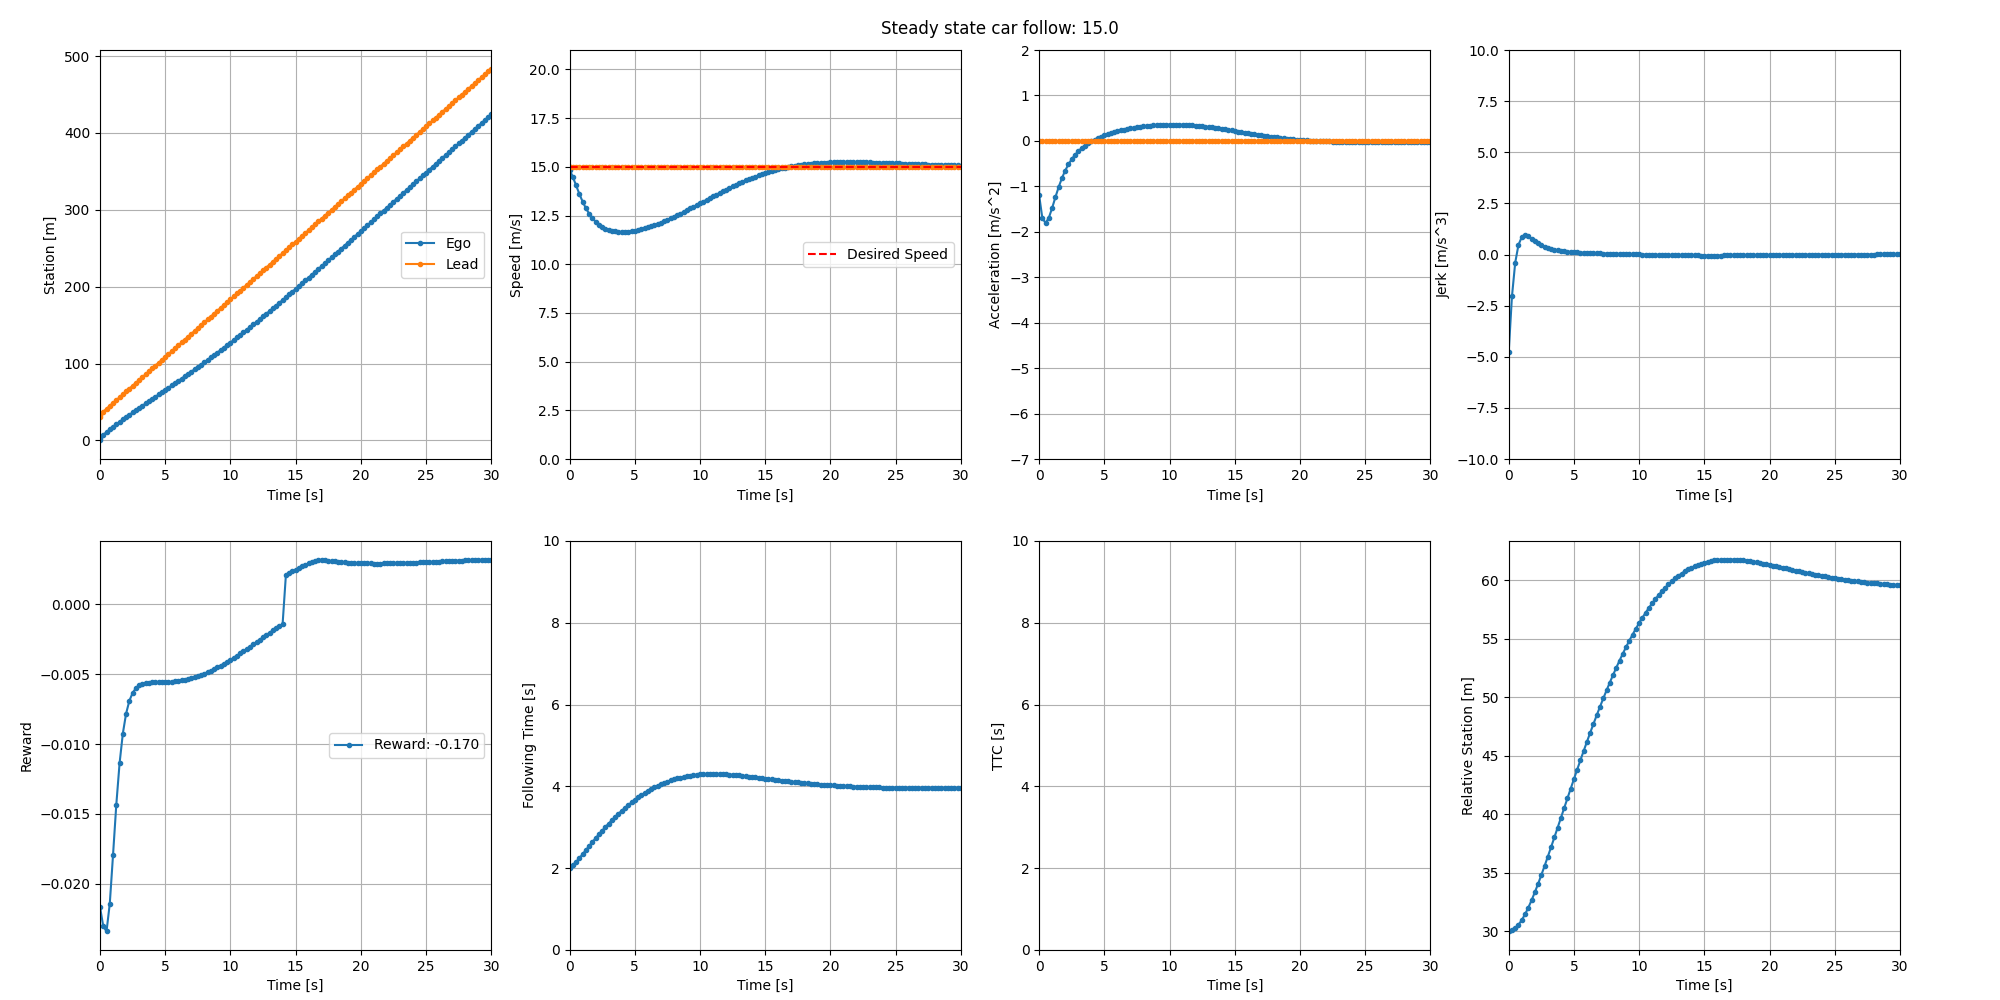 Steady state car follow: 15.0
500
400
300
200
100
0
Station [m]
Ego
Lead
0 5 10 15 20 25 30
Time [s]
20.0
17.5
15.0
12.5
10.0
7.5
5.0
2.5
0.0
Speed [m/s]
Desired Speed
0 5 10 15 20 25 30
Time [s]
2
1
0
−1
−2
−3
−4
−5
−6
−7
Acceleration [m/s^2]
0 5 10 15 20 25 30
Time [s]
10.0
7.5
5.0
2.5
0.0
−2.5
−5.0
−7.5
−10.0
Jerk [m/s^3]
0 5 10 15 20 25 30
Time [s]
0.000
−0.005
−0.010
−0.015
−0.020
Reward
Reward: -0.170
0 5 10 15 20 25 30
Time [s]
10
8
6
4
2
0
Following Time [s]
0 5 10 15 20 25 30
Time [s]
10
8
6
4
2
0
TTC [s]
0 5 10 15 20 25 30
Time [s]
60
55
50
45
40
35
30
Relative Station [m]
0 5 10 15 20 25 30
Time [s]